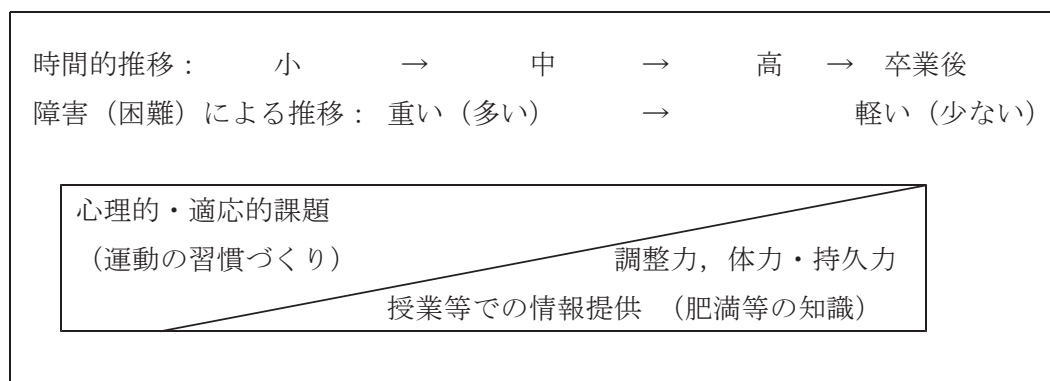 時間的推移： 小 → 中 → 高 → 卒業後
障害（困難）による推移： 重い（多い） → 軽い（少ない）
心理的・適応的課題
（運動の習慣づくり）
調整力，体力・持久力
授業等での情報提供 （肥満等の知識）